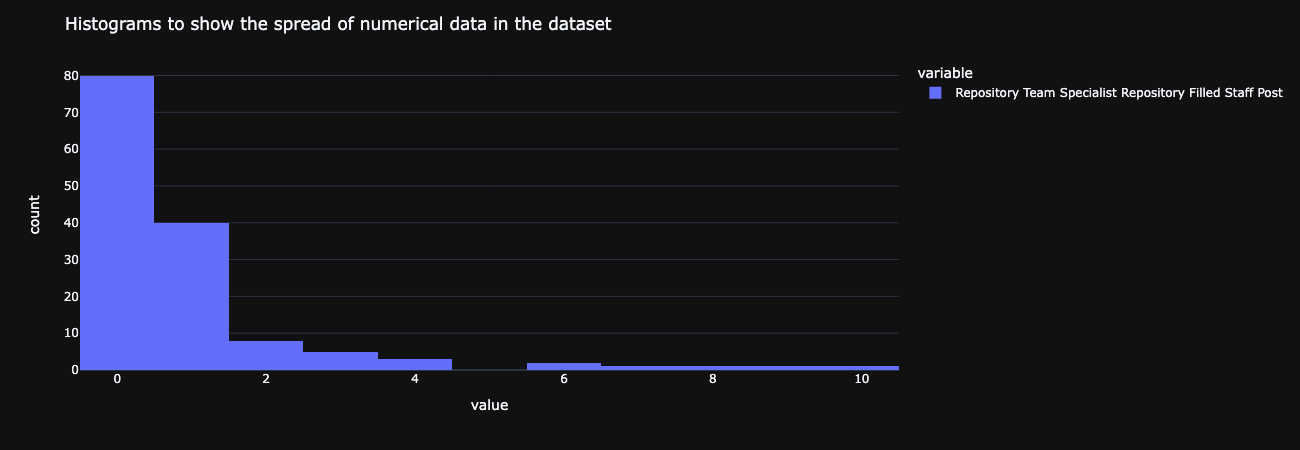 Histograms to show the spread of numerical data in the dataset
variable
Repository Team Specialist Repository Filled Staff Post
count
80
70
60
50
40
30
20
10
0
0 2 4 6 8 10
value